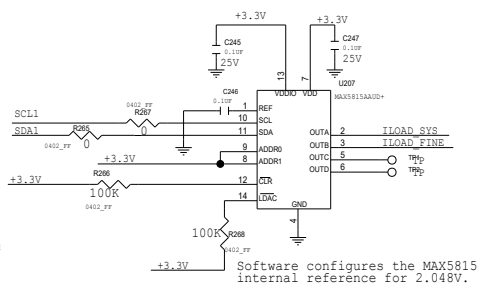 +3.3V +3.3V
C245
0.1UF
25V
C247
0.1UF
25V
13 7 U207
VDDIO VDD MAX5815AAUD+
C246
0.1UF
1 REF
SCL1 0402_FF R267 0 10 SCL
SDA1 R265 0402_FF 0 11 SDA
OUTA 2 ILOAD_SYS
OUTB 3 ILOAD_FINE
9 ADDR0 OUTC 5 TP1 TP
+3.3V 8 ADDR1 OUTD 6 TP2 TP
+3.3V R266 100K 0402_FF 12 CLR
14 LDAC
GND
4
100K R268
0402_FF
+3.3V
Software configures the MAX5815
internal reference for 2.048V.